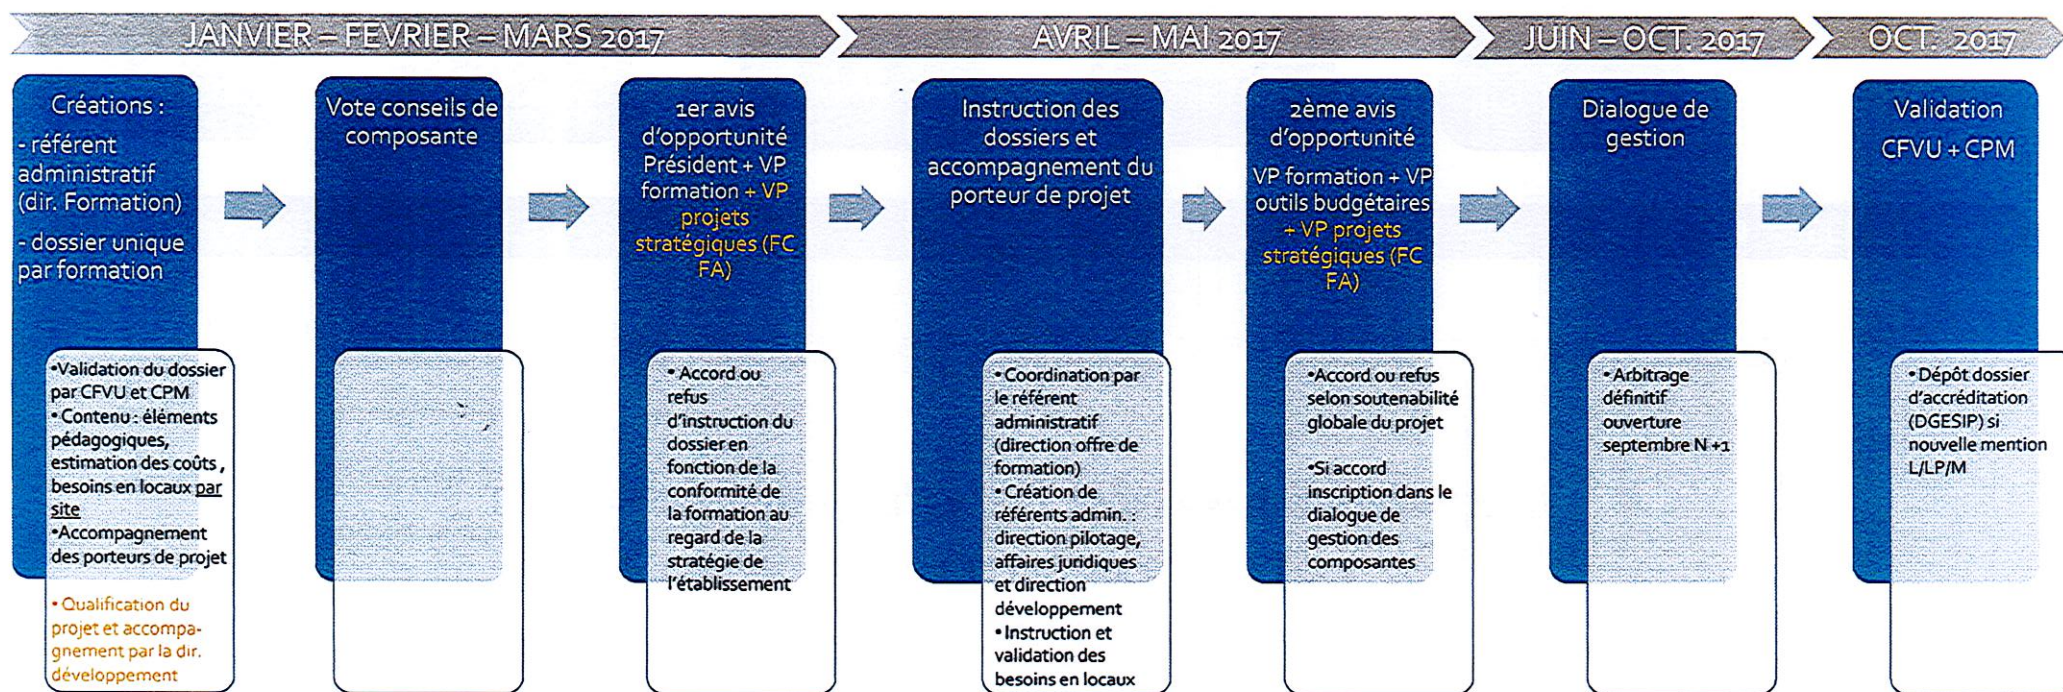 JANVIER – FEVRIER – MARS 2017
AVRIL – MAI 2017
JUIN – OCT. 2017
OCT. 2017
Créations :
- référent
administratif
(dir. Formation)
- dossier unique
par formation
•Validation du dossier
par CFVU et CPM
• Contenu : éléments
pédagogiques,
estimation des coûts ,
besoins en locaux par
site
•Accompagnement
des porteurs de projet
• Qualification du
projet et accompa-
gnement par la dir.
développement
Vote conseils de
composante
1er avis
d'opportunité
Président + VP
formation + VP
projets
stratégiques (FC
FA)
• Accord ou
refus
d'instruction du
dossier en
fonction de la
conformité de
la formation au
regard de la
stratégie de
l'établissement
Instruction des
dossiers et
accompagnement du
porteur de projet
• Coordination par
le référent
administratif
(direction offre de
formation)
• Création de
référents admin. :
direction pilotage,
affaires juridiques
et direction
développement
• Instruction et
validation des
besoins en locaux
2ème avis
d'opportunité
VP formation + VP
outils budgétaires
+ VP projets
stratégiques (FC
FA)
•Accord ou refus
selon soutenabilité
globale du projet
•Si accord
inscription dans le
dialogue de
gestion des
composantes
Dialogue de
gestion
• Arbitrage
définitif
ouverture
septembre N +1
Validation
CFVU + CPM
• Dépôt dossier
d'accréditation
(DGESIP) si
nouvelle mention
L/LP/M